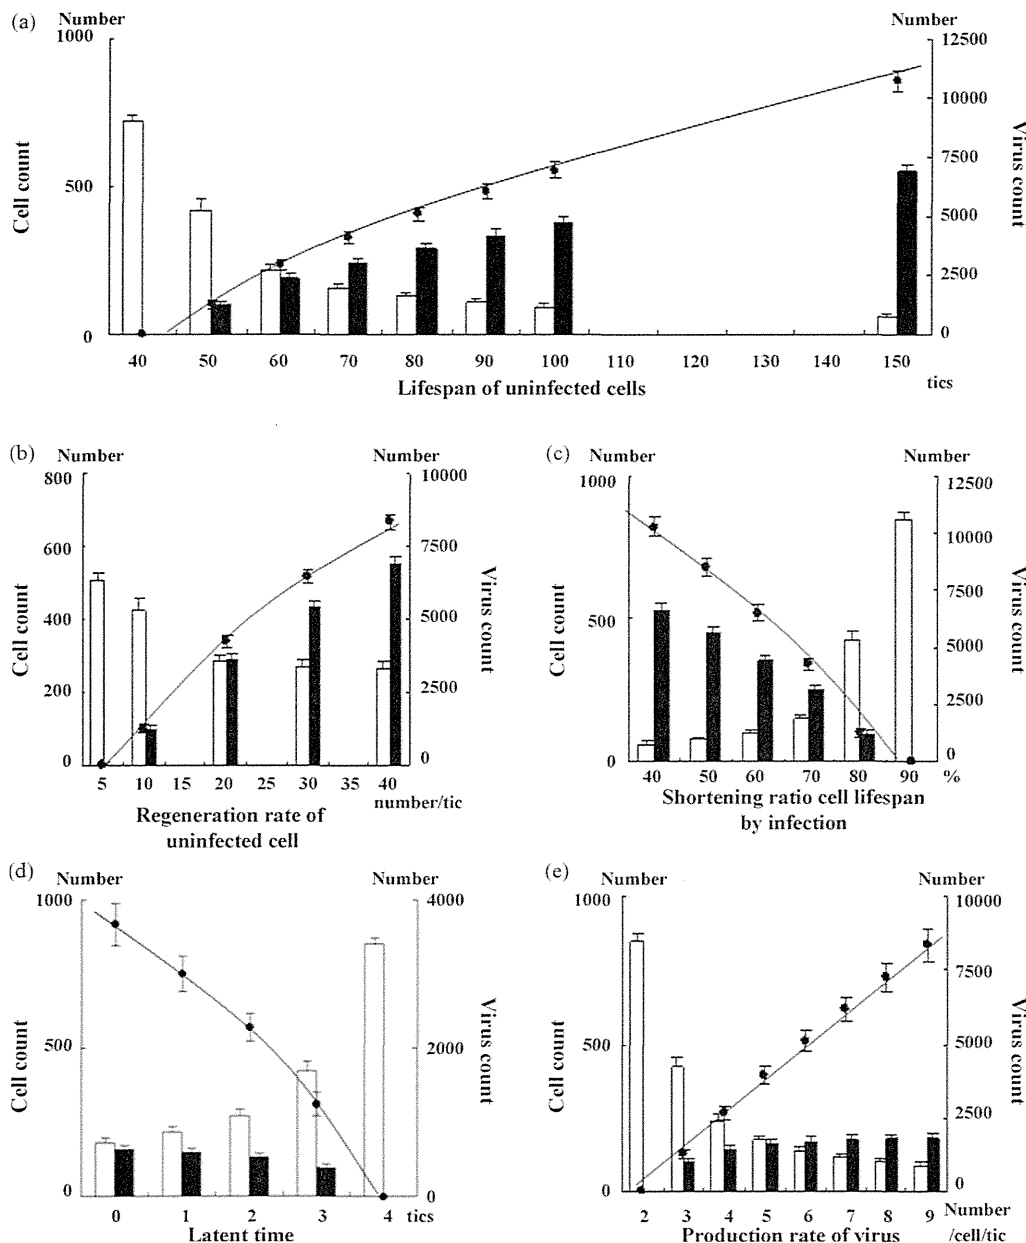 (a)
Number
Number
1000
500
0
Cell count
12500
10000
7500
5000
2500
0
Virus count
40 50 60 70 80 90 100 110 120 130 140 150
tics
Lifespan of uninfected cells
(b)
Number
Number
800
600
400
200
0
Cell count
10000
7500
5000
2500
0
Virus count
5 10 15 20 25 30 35 40
number/tic
Regeneration rate of
uninfected cell
(c)
Number
Number
1000
500
0
Cell count
12500
10000
7500
5000
2500
0
Virus count
40 50 60 70 80 90 %
Shortening ratio cell lifespan
by infection
(d)
Number
Number
1000
500
0
Cell count
4000
2000
0
Virus count
0 1 2 3 4 tics
Latent time
(e)
Number
Number
1000
500
0
Cell count
10000
7500
5000
2500
0
Virus count
2 3 4 5 6 7 8 9 Number
/cell/tic
Production rate of virus